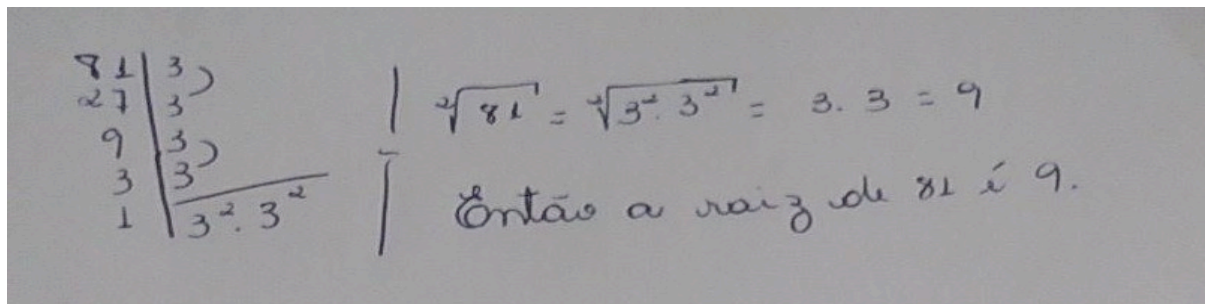 81 | 3
27 | 3
9 | 3
3 | 3
1 | 3². 3²
²√81 = ²√3². 3² = 3. 3 = 9
Então a raiz de 81 é 9.